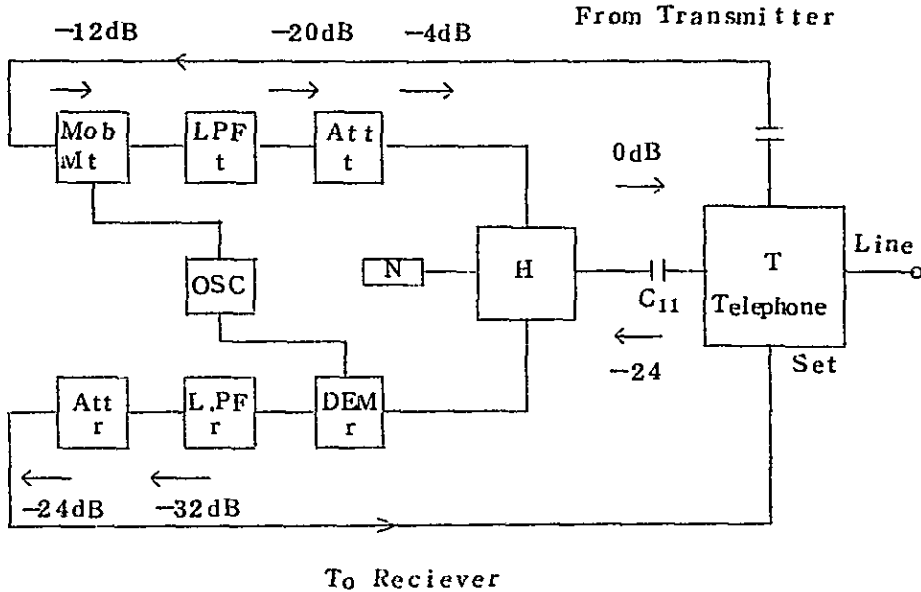 From Transmitter
-12dB
-20dB
-4dB
Mob
Mt
LPF
t
Att
t
0dB
OSC
N
H
C11
T
Telephone
Set
Line
-24
Att
r
L.PF
r
DEM
r
-24dB
-32dB
To Reciever